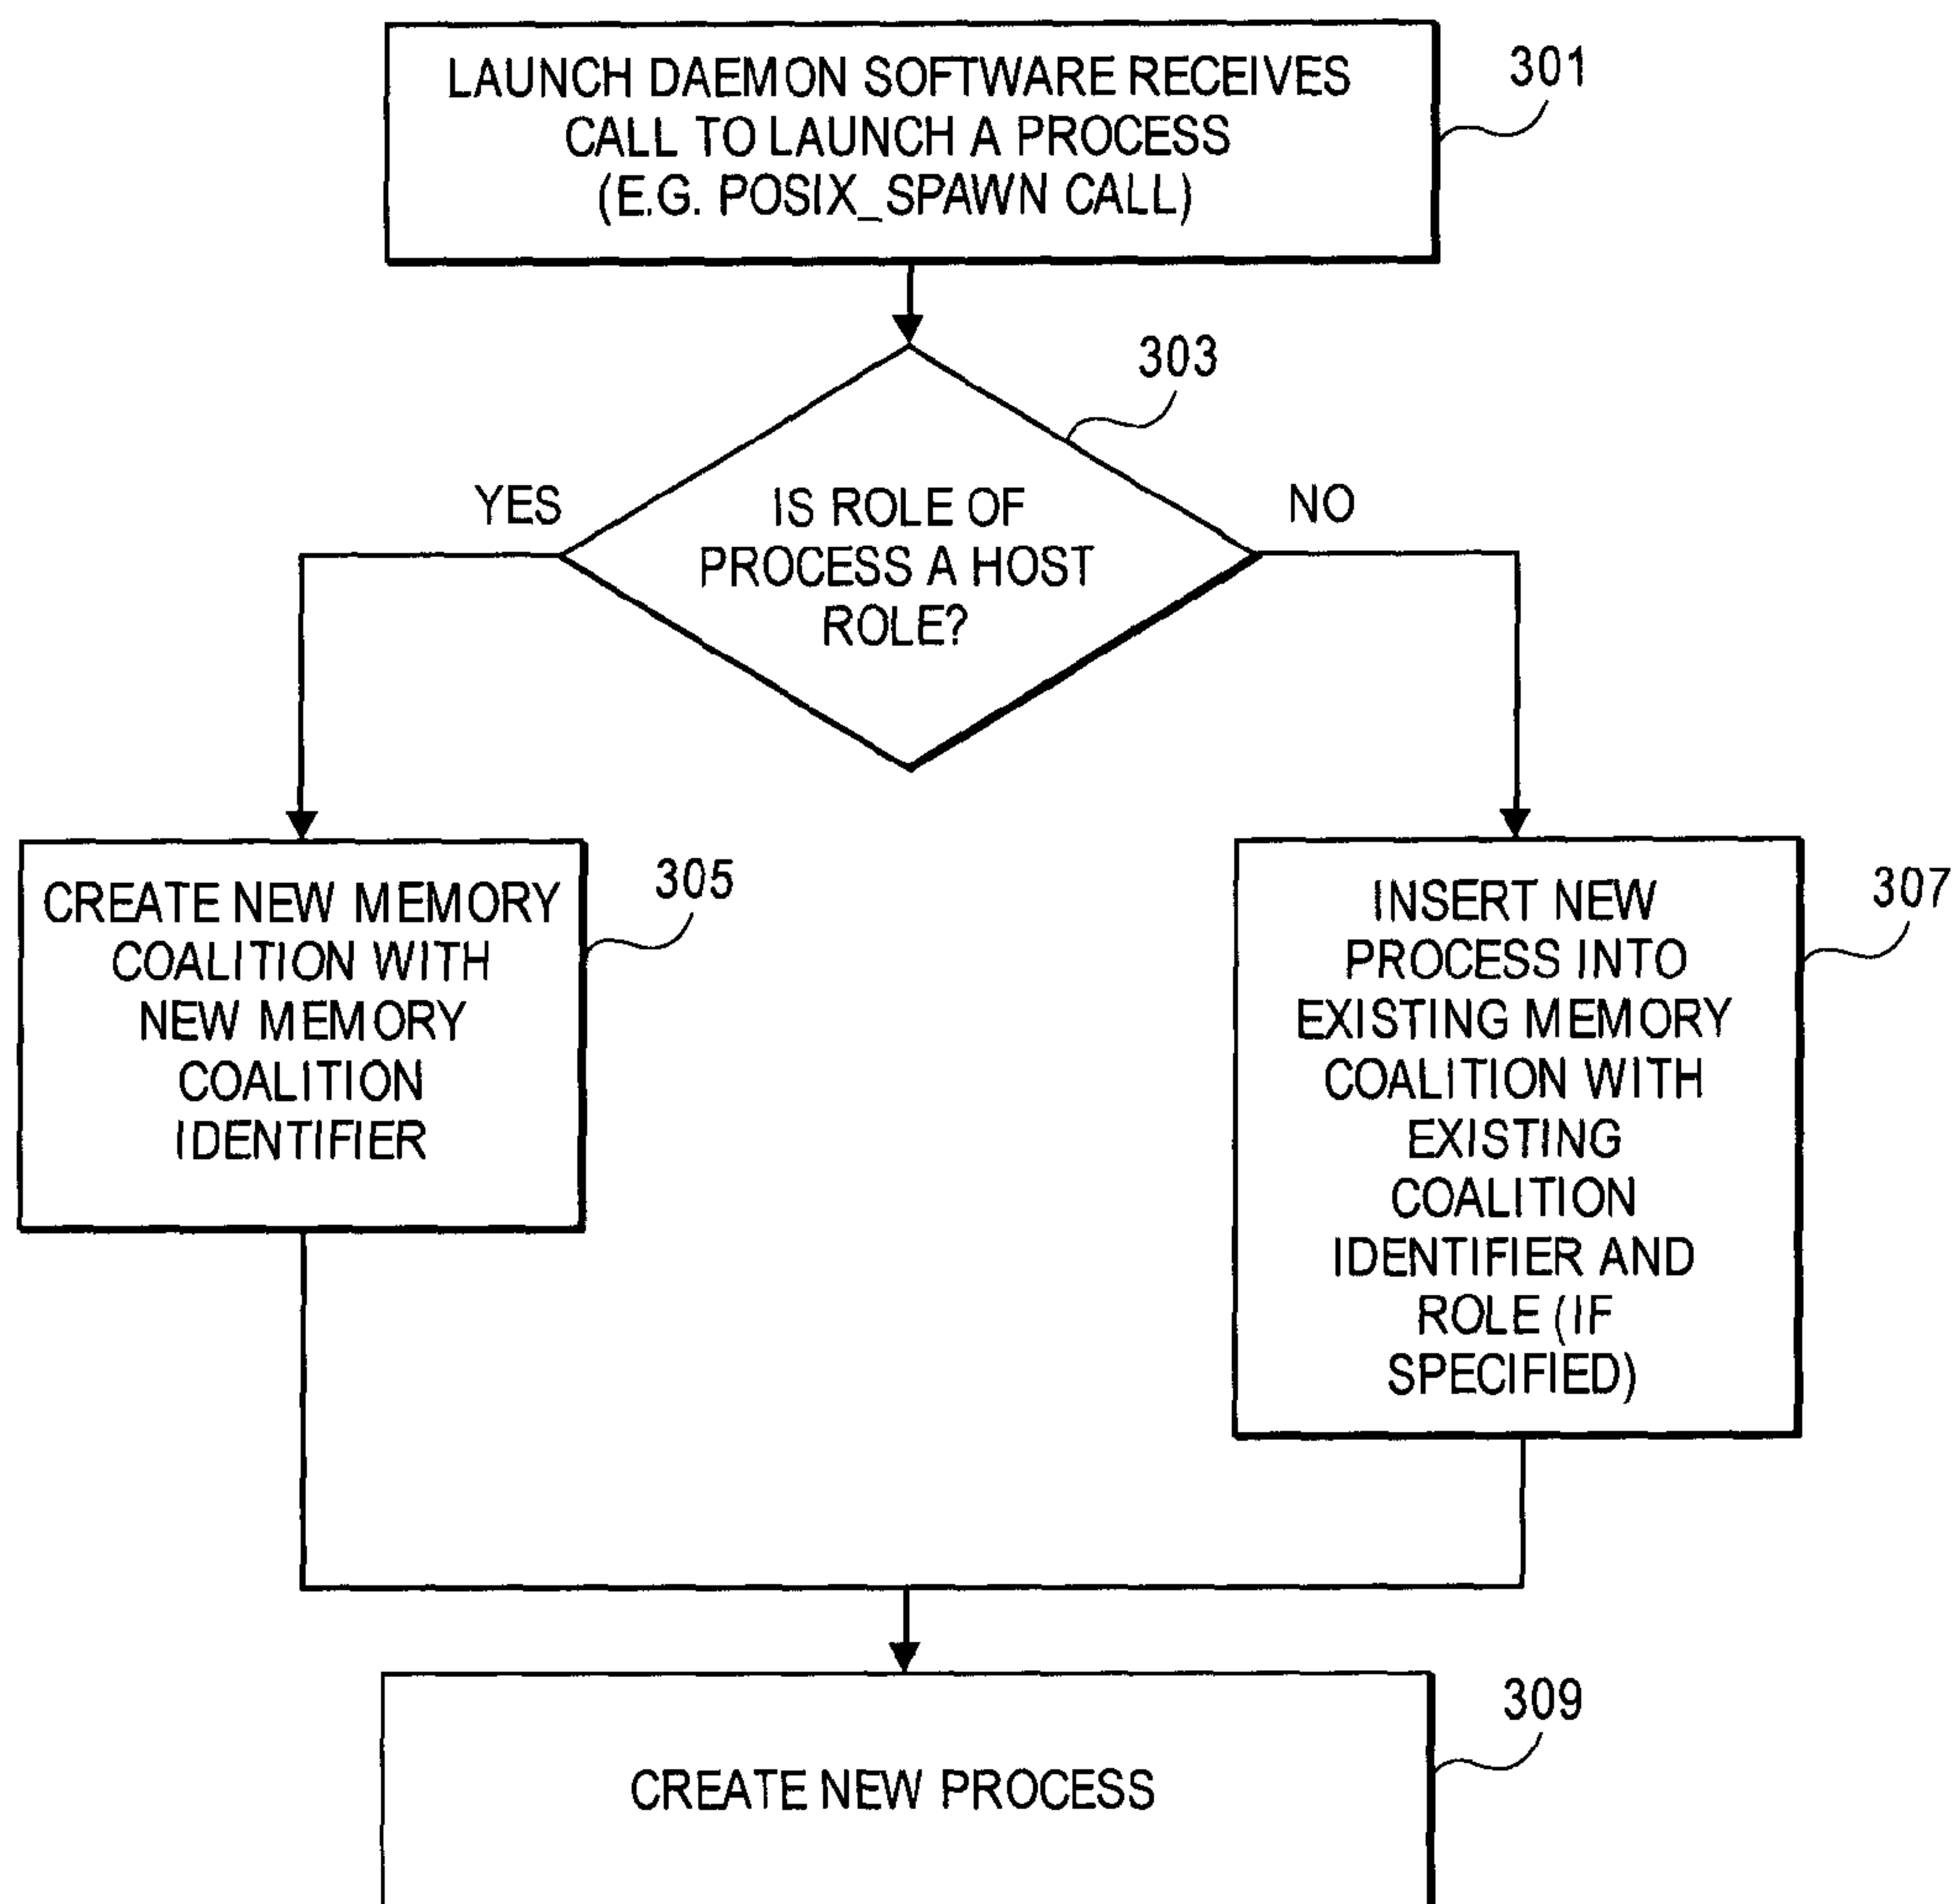 LAUNCH DAEMON SOFTWARE RECEIVES
CALL TO LAUNCH A PROCESS
(E.G. POSIX_SPAWN CALL)
301
303
YES
IS ROLE OF
PROCESS A HOST
ROLE?
NO
CREATE NEW MEMORY
COALITION WITH
NEW MEMORY
COALITION
IDENTIFIER
305
INSERT NEW
PROCESS INTO
EXISTING MEMORY
COALITION WITH
EXISTING
COALITION
IDENTIFIER AND
ROLE (IF
SPECIFIED)
307
CREATE NEW PROCESS
309